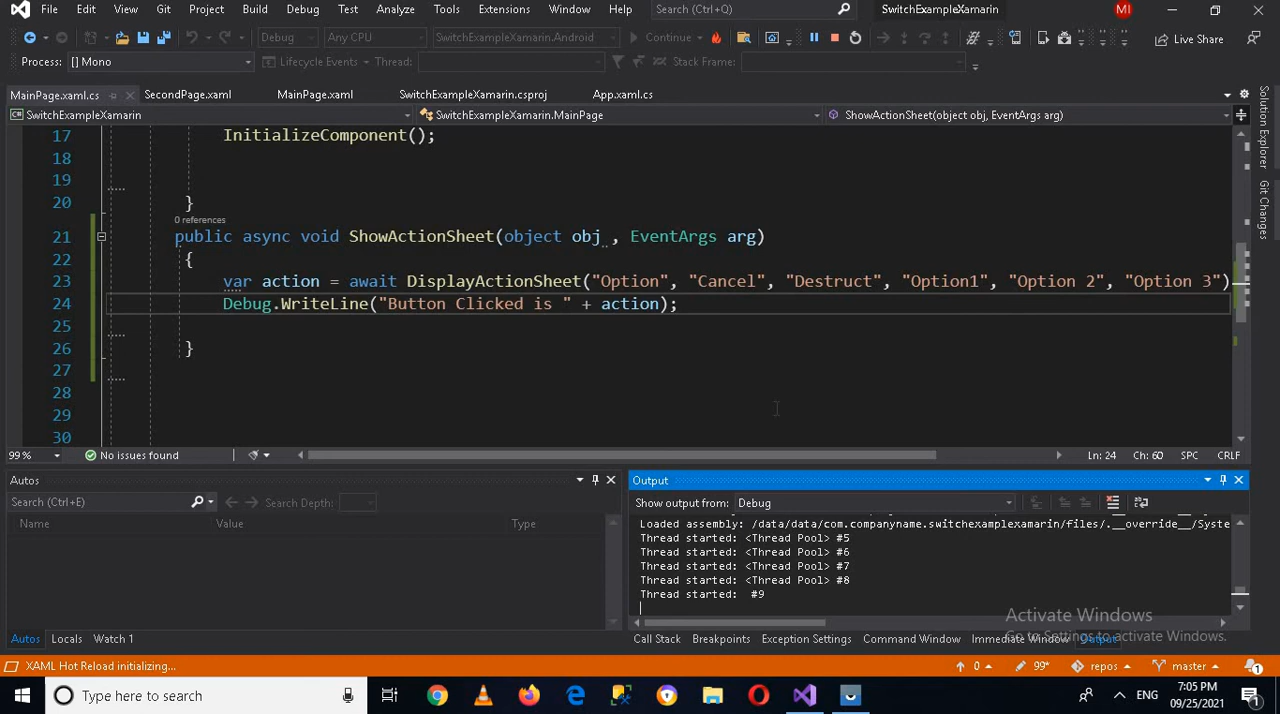 File Edit View Git Project Build Debug Test Analyze Tools Extensions Window Help Search (Ctrl+Q) SwitchExampleXamarin MI
Debug Any CPU SwitchExampleXamarin.Android Continue Live Share
Process: [] Mono Lifecycle Events Thread: Stack Frame:
MainPage.xaml.cs SecondPage.xaml MainPage.xaml SwitchExampleXamarin.csproj App.xaml.cs
SwitchExampleXamarin SwitchExampleXamarin.MainPage ShowActionSheet(object obj, EventArgs arg)
17 InitializeComponent();
18
19
20 }
0 references
21 public async void ShowActionSheet(object obj , EventArgs arg)
22 {
23 var action = await DisplayActionSheet("Option", "Cancel", "Destruct", "Option1", "Option 2", "Option 3")
24 Debug.WriteLine("Button Clicked is " + action);
25
26 }
27
28
29
30
Solution Explorer
Git Changes
99 % No issues found Ln: 24 Ch: 60 SPC CRLF
Autos
Search (Ctrl+E) Search Depth:
Name Value Type
Autos Locals Watch 1
Output
Show output from: Debug
Loaded assembly: /data/data/com.companyname.switchexamplexamarin/files/.__override__/Syste
Thread started: <Thread Pool> #5
Thread started: <Thread Pool> #6
Thread started: <Thread Pool> #7
Thread started: <Thread Pool> #8
Thread started: #9
Activate Windows
Go to Settings to activate Windows.
Call Stack Breakpoints Exception Settings Command Window Immediate Window Output
XAML Hot Reload initializing... 0 99* repos master 1
Type here to search ENG 7:05 PM
09/25/2021 1